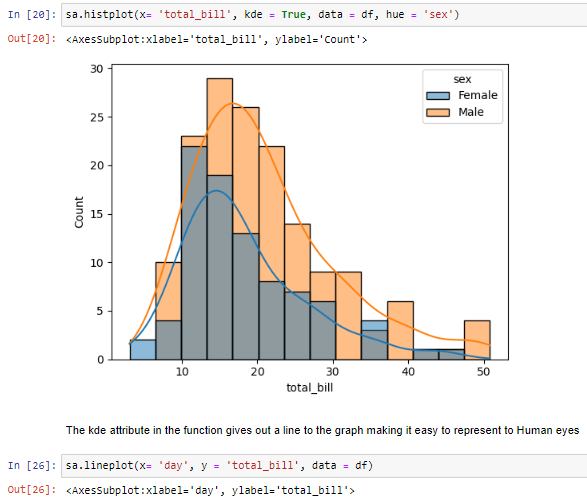 In [20]: sa.histplot(x= 'total_bill', kde = True, data = df, hue = 'sex')
Out[20]: <AxesSubplot:xlabel='total_bill', ylabel='Count'>
30
25
20
15
10
5
0
Count
sex
Female
Male
10 20 30 40 50
total_bill
The kde attribute in the function gives out a line to the graph making it easy to represent to Human eyes
In [26]: sa.lineplot(x= 'day', y = 'total_bill', data = df)
Out[26]: <AxesSubplot:xlabel='day', ylabel='total_bill'>